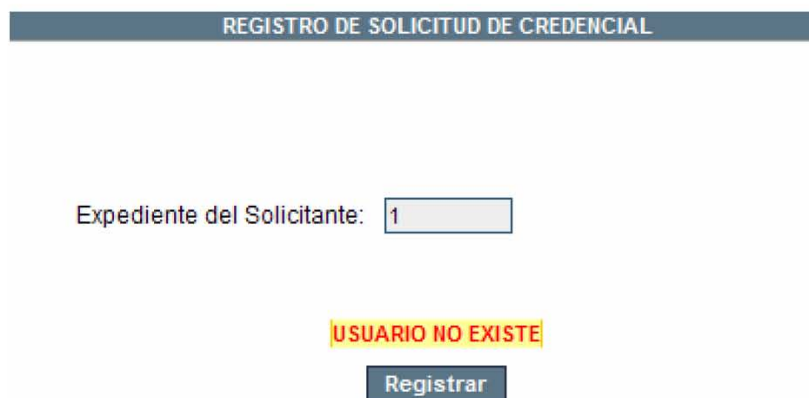 REGISTRO DE SOLICITUD DE CREDENCIAL
Expediente del Solicitante: 1
USUARIO NO EXISTE
Registrar